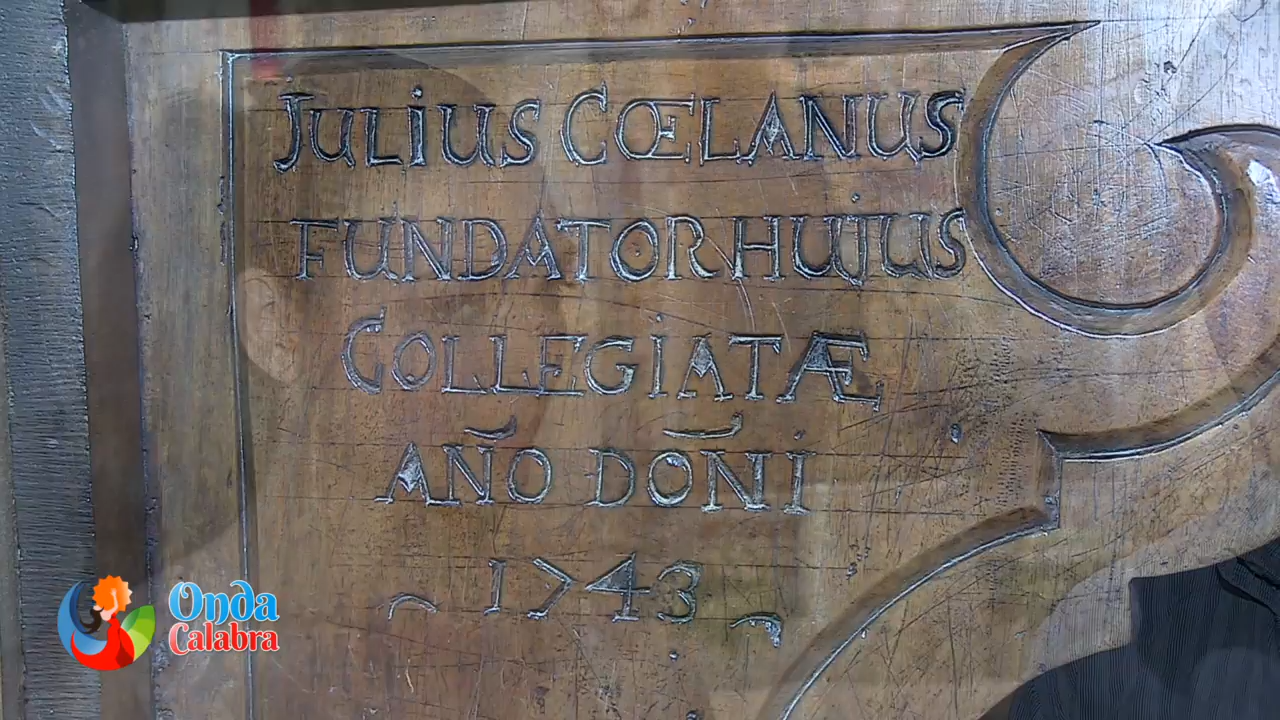 JULIUS CŒLANUS
FUNDATOR HUJUS
COLLEGIATÆ
AÑO DOÑI
1743
Onda
Calabra